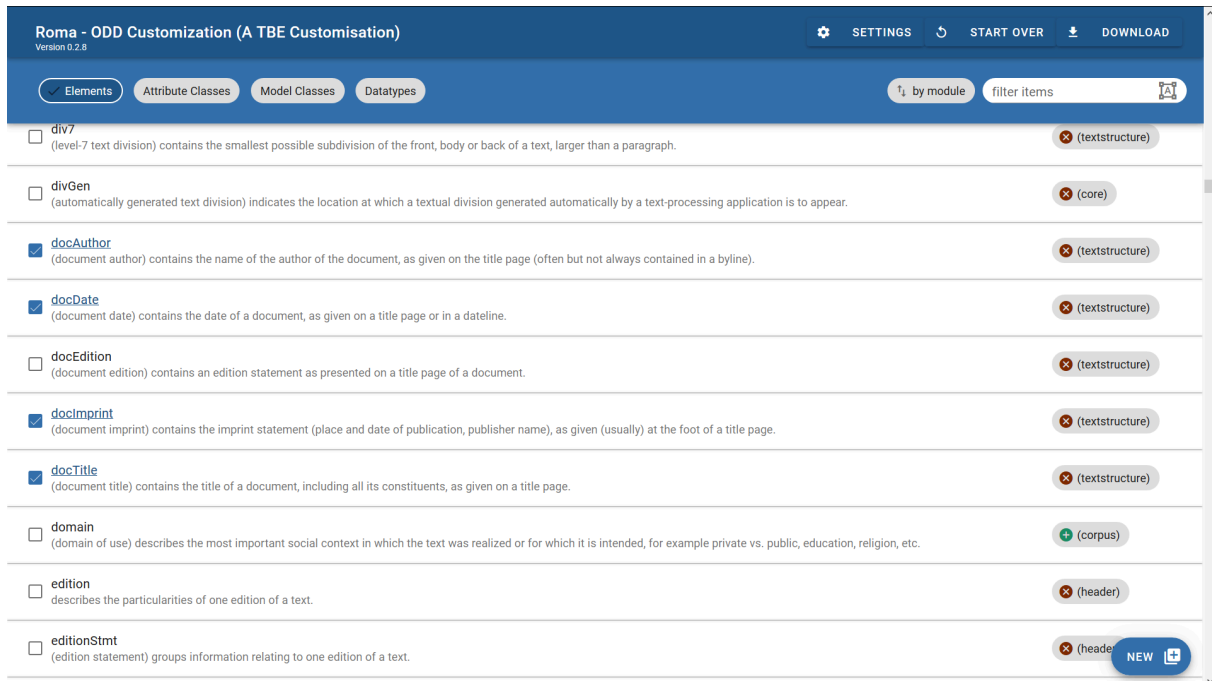 Roma - ODD Customization (A TBE Customisation)
Version 0.2.8
SETTINGS
START OVER
DOWNLOAD
Elements
Attribute Classes
Model Classes
Datatypes
by module
filter items
div7
(level-7 text division) contains the smallest possible subdivision of the front, body or back of a text, larger than a paragraph.
(textstructure)
divGen
(automatically generated text division) indicates the location at which a textual division generated automatically by a text-processing application is to appear.
(core)
docAuthor
(document author) contains the name of the author of the document, as given on the title page (often but not always contained in a byline).
(textstructure)
docDate
(document date) contains the date of a document, as given on a title page or in a dateline.
(textstructure)
docEdition
(document edition) contains an edition statement as presented on a title page of a document.
(textstructure)
docImprint
(document imprint) contains the imprint statement (place and date of publication, publisher name), as given (usually) at the foot of a title page.
(textstructure)
docTitle
(document title) contains the title of a document, including all its constituents, as given on a title page.
(textstructure)
domain
(domain of use) describes the most important social context in which the text was realized or for which it is intended, for example private vs. public, education, religion, etc.
(corpus)
edition
describes the particularities of one edition of a text.
(header)
editionStmt
(edition statement) groups information relating to one edition of a text.
(heade
NEW